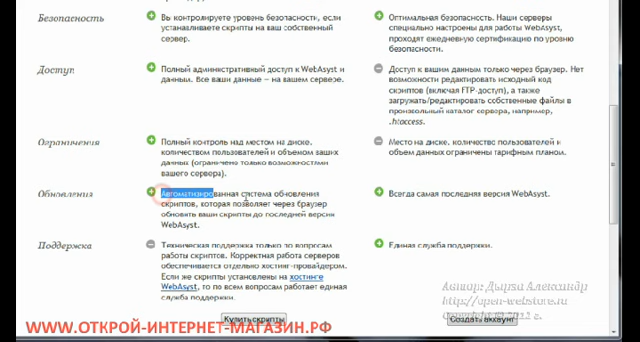 Безопасность
Вы контролируете уровень безопасности, если
устанавливаете скрипты на ваш собственный
сервер.
Оптимальная безопасность. Наши серверы
специально настроены для работы WebAsyst,
проходят ежедневную сертификацию по уровню
безопасности.
Доступ
Полный административный доступ к WebAsyst и
данным. Все ваши данные — на вашем сервере.
Доступ к вашим данным только через браузер. Нет
возможности редактировать исходный код
скриптов (включая FTP-доступ), а также
загружать/редактировать собственные файлы в
произвольный каталог сервера, например,
.htaccess.
Ограничения
Полный контроль над местом на диске,
количеством пользователей и объемом ваших
данных (ограничено только возможностями
вашего сервера).
Место на диске, количество пользователей и
объем данных ограничены тарифным планом.
Обновления
Автоматизированная система обновления
скриптов, которая позволяет через браузер
обновлять ваши скрипты до последней версии
WebAsyst.
Всегда самая последняя версия WebAsyst.
Поддержка
Техническая поддержка только по вопросам
работы скриптов. Корректная работа серверов
обеспечивается отдельно хостинг-провайдером.
Если же скрипты установлены на хостинге
WebAsyst, то по всем вопросам работает единая
служба поддержки.
Единая служба поддержки.
Купить скрипты
Создать аккаунт
Автор: Дырза Александр
http://open-webstore.ru
Copyright © 2012 г.
WWW.ОТКРОЙ-ИНТЕРНЕТ-МАГАЗИН.РФ